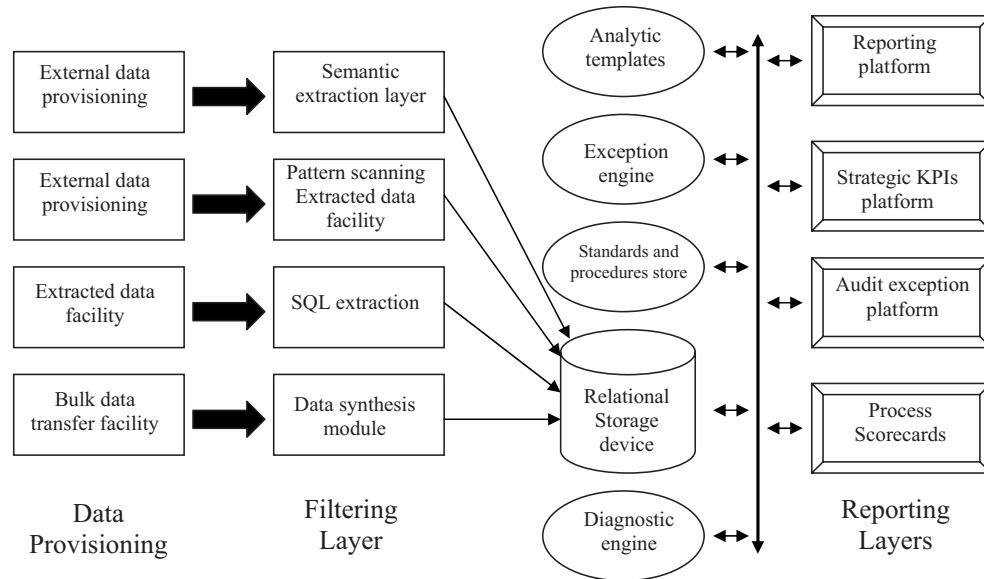 External data
provisioning
External data
provisioning
Extracted data
facility
Bulk data
transfer facility
Data
Provisioning
Semantic
extraction layer
Pattern scanning
Extracted data
facility
SQL extraction
Data synthesis
module
Filtering
Layer
Analytic
templates
Exception
engine
Standards and
procedures store
Relational
Storage
device
Diagnostic
engine
Reporting
platform
Strategic KPIs
platform
Audit exception
platform
Process
Scorecards
Reporting
Layers